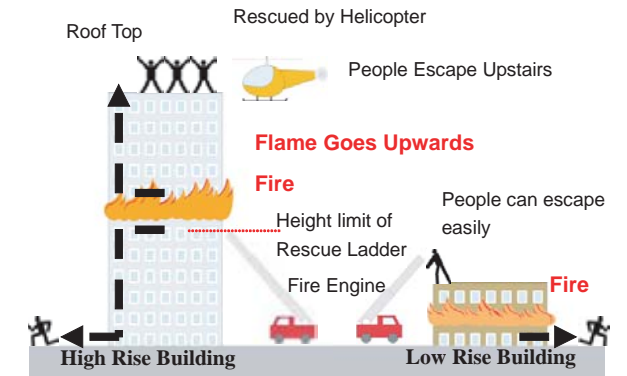 Rescued by Helicopter
Roof Top
People Escape Upstairs
Flame Goes Upwards
Fire
Height limit of
Rescue Ladder
Fire Engine
People can escape
easily
Fire
High Rise Building
Low Rise Building